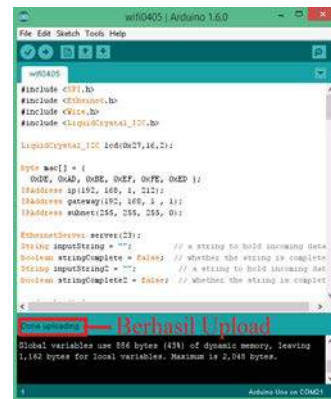 wifi0405 | Arduino 1.6.0
File Edit Sketch Tools Help
wifi0405
#include <SPI.h>
#include <Ethernet.h>
#include <Wire.h>
#include <LiquidCrystal_I2C.h>
LiquidCrystal_I2C lcd(0x27,16,2);
byte mac[] = {
0xDE, 0xAD, 0xBE, 0xEF, 0xFE, 0xED };
IPAddress ip(192, 168, 1, 212);
IPAddress gateway(192, 168, 1 , 1);
IPAddress subnet(255, 255, 255, 0);
EthernetServer server(23);
String inputString = ""; // a string to hold incoming data
boolean stringComplete = false; // whether the string is complete
String inputString2 = ""; // a string to hold incoming dat
boolean stringComplete2 = false; // whether the string is complet
Done uploading. Berhasil Upload
Global variables use 886 bytes (43%) of dynamic memory, leaving
1,162 bytes for local variables. Maximum is 2,048 bytes.
1 Arduino Uno on COM21